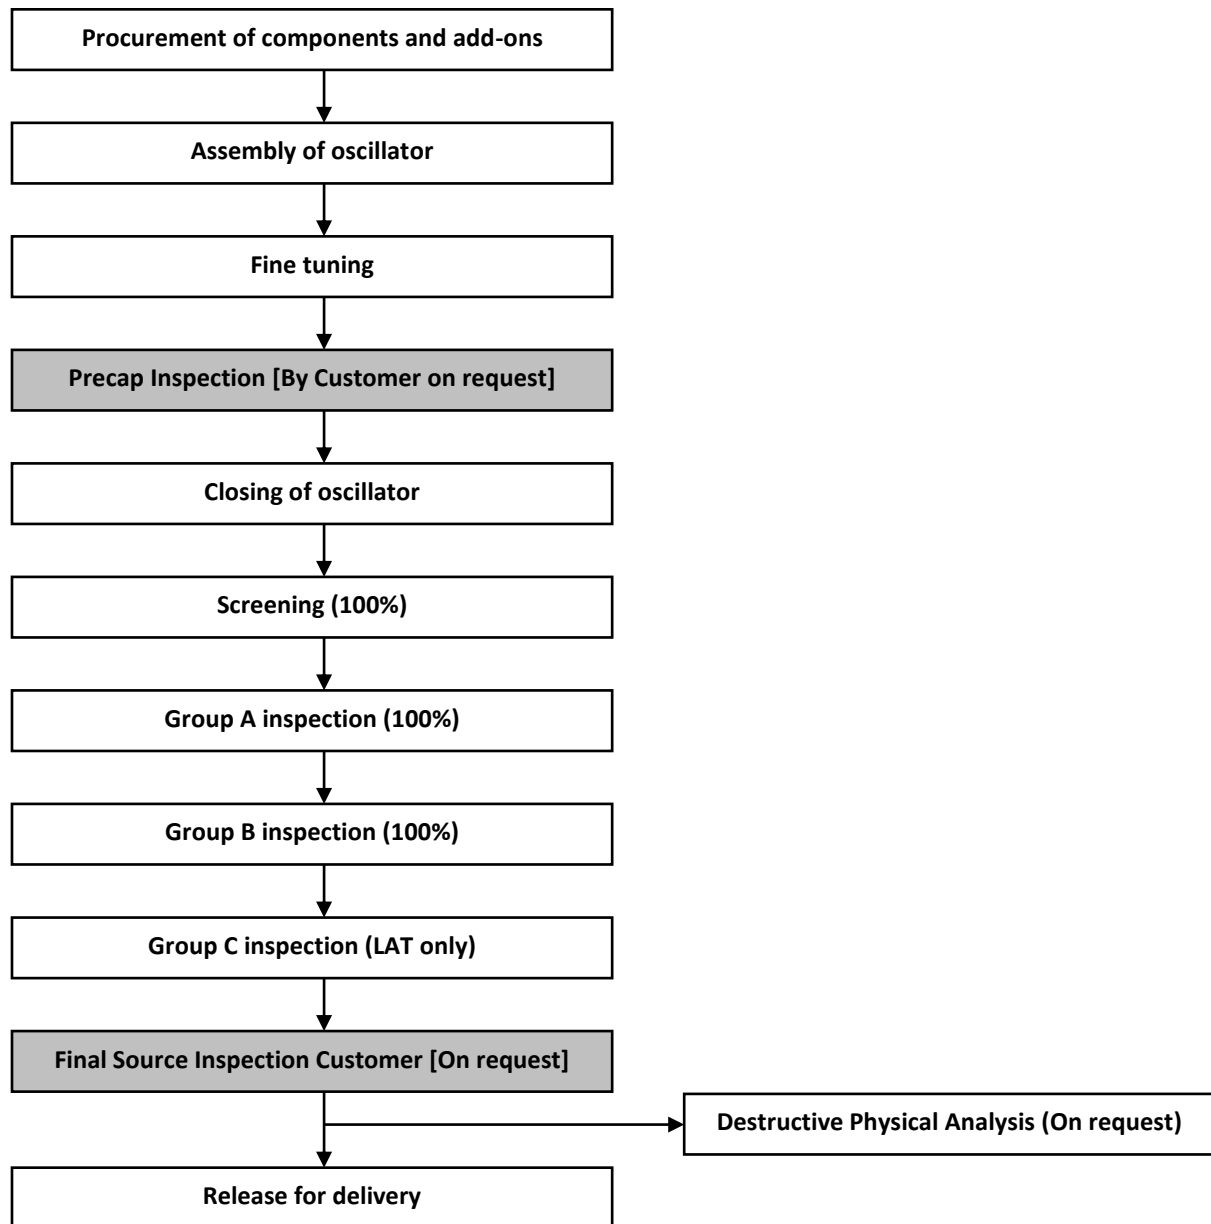 Procurement of components and add-ons
Assembly of oscillator
Fine tuning
Precap Inspection [By Customer on request]
Closing of oscillator
Screening (100%)
Group A inspection (100%)
Group B inspection (100%)
Group C inspection (LAT only)
Final Source Inspection Customer [On request]
Destructive Physical Analysis (On request)
Release for delivery